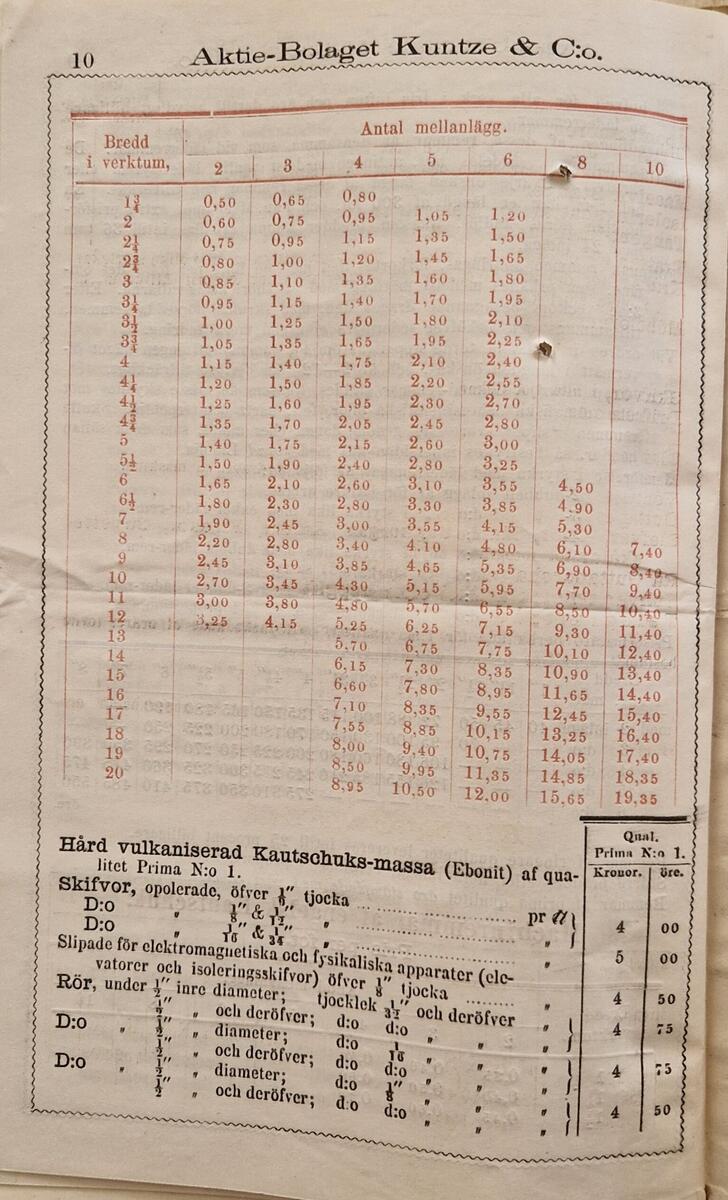 10 Aktie-Bolaget Kuntze & C:o.
Bredd i verktum, Antal mellanlägg.
2 3 4 5 6 8 10
1¾ 0,50 0,65 0,80
2 0,60 0,75 0,95 1,05 1,20
2¼ 0,75 0,95 1,15 1,35 1,50
2¾ 0,80 1,00 1,20 1,45 1,65
3 0,85 1,10 1,35 1,60 1,80
3¼ 0,95 1,15 1,40 1,70 1,95
3½ 1,00 1,25 1,50 1,80 2,10
3¾ 1,05 1,35 1,65 1,95 2,25
4 1,15 1,40 1,75 2,10 2,40
4¼ 1,20 1,50 1,85 2,20 2,55
4½ 1,25 1,60 1,95 2,30 2,70
4¾ 1,35 1,70 2,05 2,45 2,80
5 1,40 1,75 2,15 2,60 3,00
5½ 1,50 1,90 2,40 2,80 3,25
6 1,65 2,10 2,60 3,10 3,55 4,50
6½ 1,80 2,30 2,80 3,30 3,85 4,90
7 1,90 2,45 3,00 3,55 4,15 5,30
8 2,20 2,80 3,40 4,10 4,80 6,10 7,40
9 2,45 3,10 3,85 4,65 5,35 6,90 8,40
10 2,70 3,45 4,30 5,15 5,95 7,70 9,40
11 3,00 3,80 4,80 5,70 6,55 8,50 10,40
12 3,25 4,15 5,25 6,25 7,15 9,30 11,40
13 5,70 6,75 7,75 10,10 12,40
14 6,15 7,30 8,35 10,90 13,40
15 6,60 7,80 8,95 11,65 14,40
16 7,10 8,35 9,55 12,45 15,40
17 7,55 8,85 10,15 13,25 16,40
18 8,00 9,40 10,75 14,05 17,40
19 8,50 9,95 11,35 14,85 18,35
20 8,95 10,50 12,00 15,65 19,35
Qual. Prima N:o 1.
Kronor. öre.
Hård vulkaniserad Kautschuks-massa (Ebonit) af qua-
litet Prima N:o 1.
Skifvor, opolerade, öfver ⅛″ tjocka pr ℔
D:o „ ⅛″ & 1/12″ „ „ 4 00
D:o „ 1/16″ & 1/24″ „ „ 5 00
Slipade för elektromagnetiska och fysikaliska apparater (ele-
vatorer och isoleringsskifvor) öfver ⅛″ tjocka „ 4 50
Rör, under ½″ inre diameter; tjocklek 1/32″ och deröfver „
½″ „ och deröfver; d:o d:o „ „ „ 4 75
D:o „ ½″ „ diameter; d:o 1/16 „ „ „
½″ „ och deröfver; d:o d:o „ „ „ 4 75
D:o „ ½″ „ diameter; d:o ⅛″ „ „ „
½″ „ och deröfver; d:o d:o „ „ „ 4 50